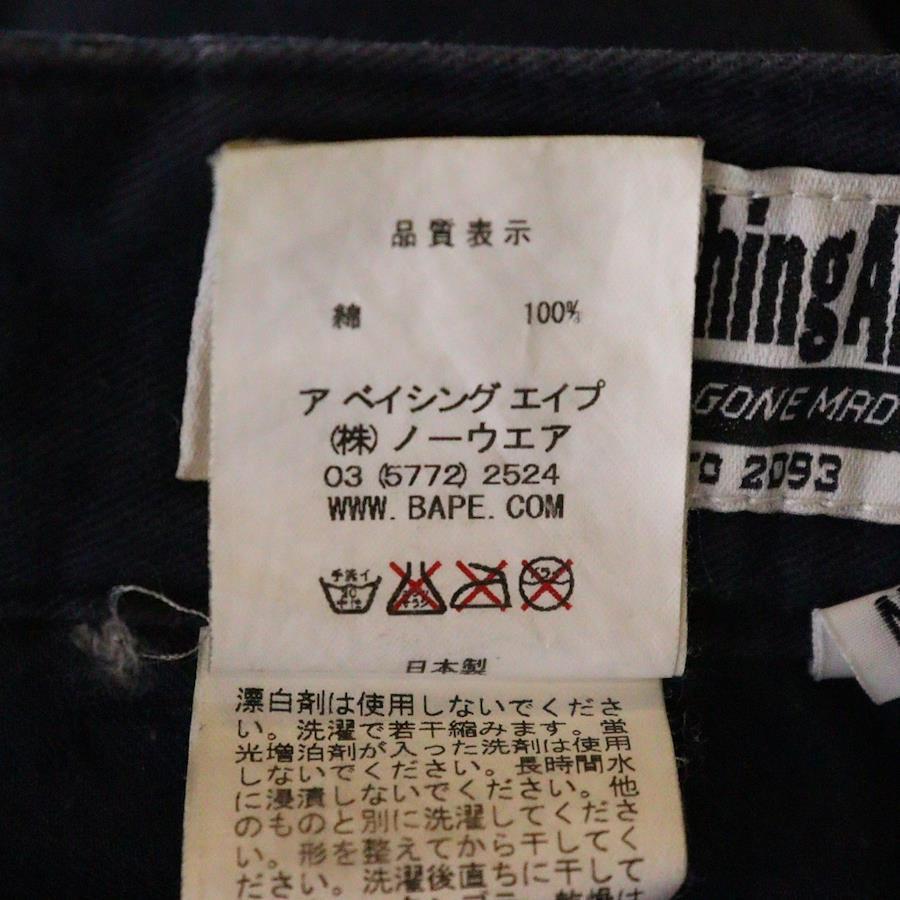 品質表示
綿 100%
ア ベイシング エイプ
(株) ノーウエア
03 (5772) 2524
WWW. BAPE. COM
手洗イ
30
日本製
漂白剤は使用しないでくださ
い。洗濯で若干縮みます。蛍
光増泊剤が入った洗剤は使用
しないでください。長時間水
に浸漬しないでください。他
のものと別に洗濯してくださ
い。形を整えてから干してく
ださい。洗濯後直ちに干して
hingA
GONE MAD
TO 2093